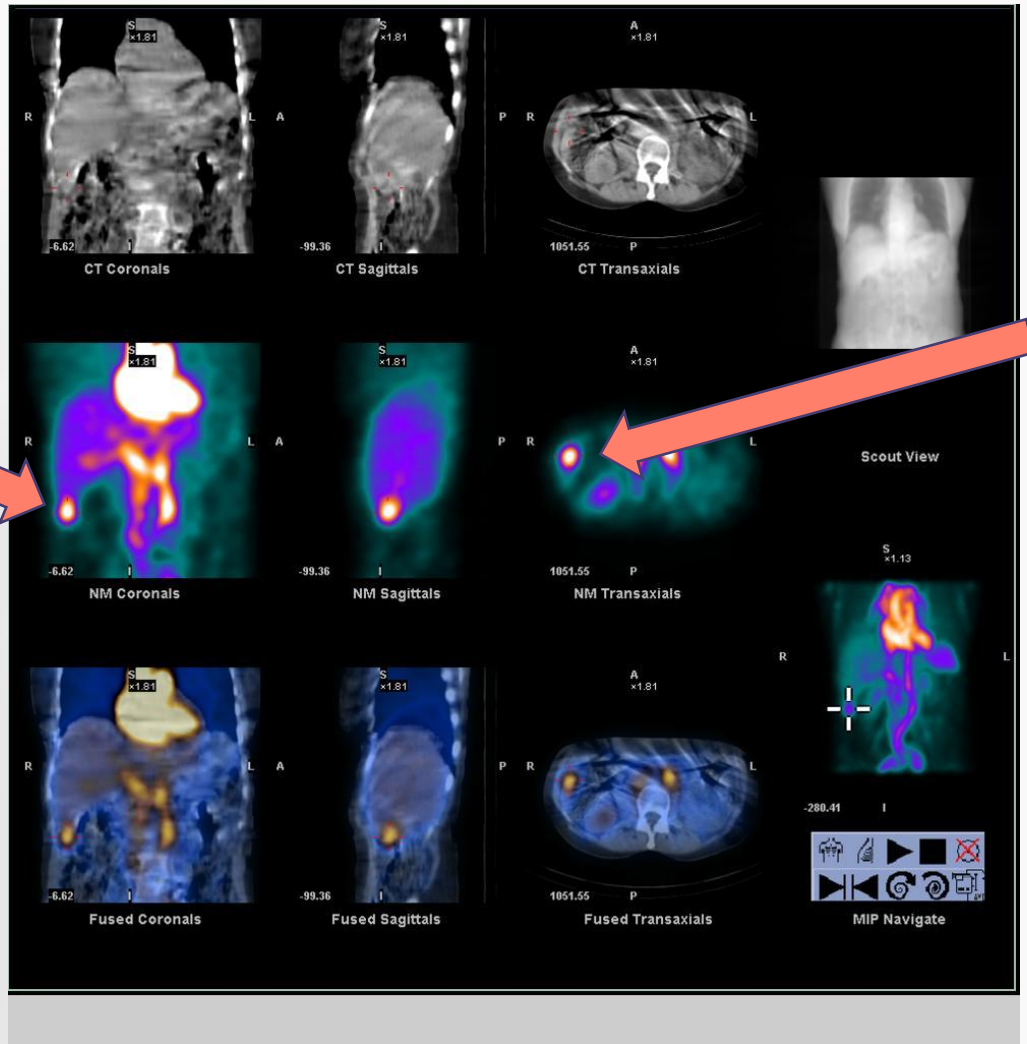 S
×1.81
S
×1.81
A
×1.81
R
L
A
P
R
L
-6.62
I
-99.36
I
1051.55
P
CT Coronals
CT Sagittals
CT Transaxials
S
×1.81
S
×1.81
A
×1.81
R
L
A
P
R
L
Scout View
-6.62
I
-99.36
I
1051.55
P
NM Coronals
NM Sagittals
NM Transaxials
S
×1.13
R
L
S
×1.81
S
×1.81
A
×1.81
R
L
A
P
R
L
-280.41
I
-6.62
I
-99.36
I
1051.55
P
Fused Coronals
Fused Sagittals
Fused Transaxials
MIP Navigate